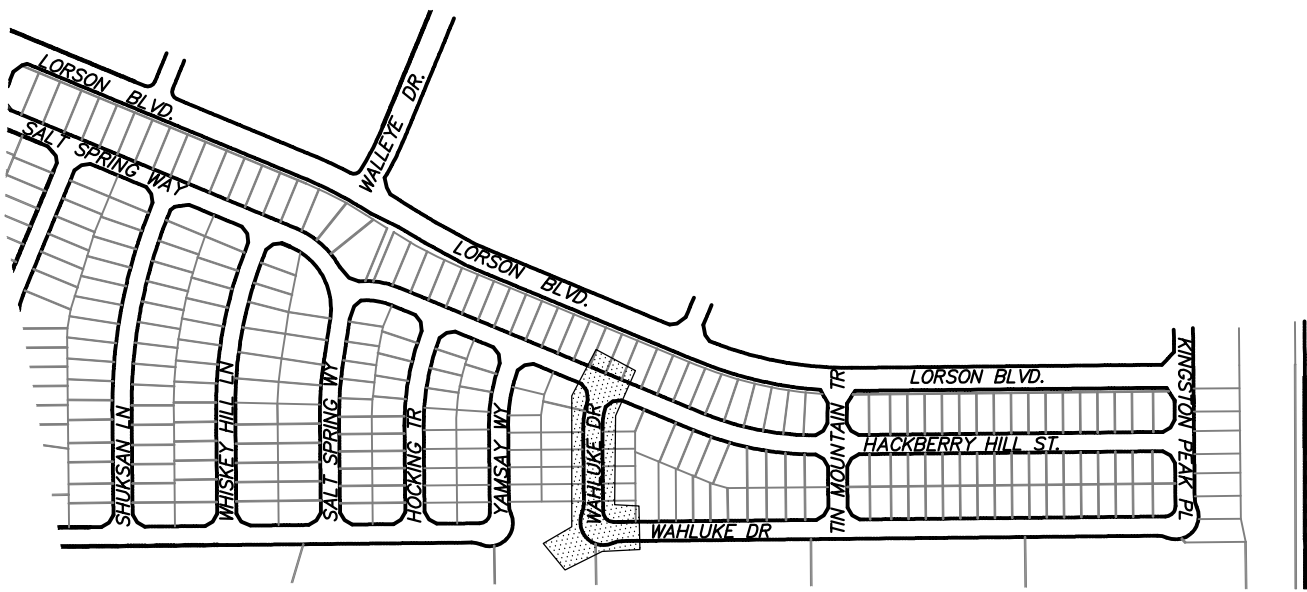 LORSON BLVD.
WALLEYE DR.
SALT SPRING WAY
LORSON BLVD.
KINGSTON PEAK PL
TIN MOUNTAIN TR
LORSON BLVD.
HACKBERRY HILL ST.
SHUKSAN LN
WHISKEY HILL LN
SALT SPRING WY
HOCKING TR
YAMSAY WY
WAHLUKE DR
WAHLUKE DR